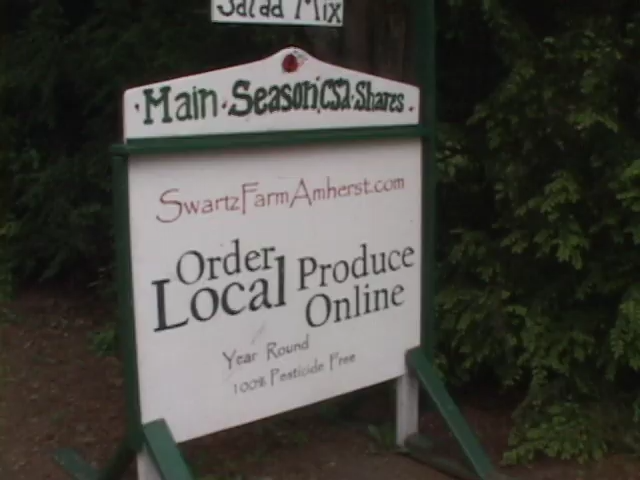 Salad Mix
·Main·Season·CSA·Shares·
SwartzFarmAmherst.com
Order Local Produce Online
Year Round
100% Pesticide Free